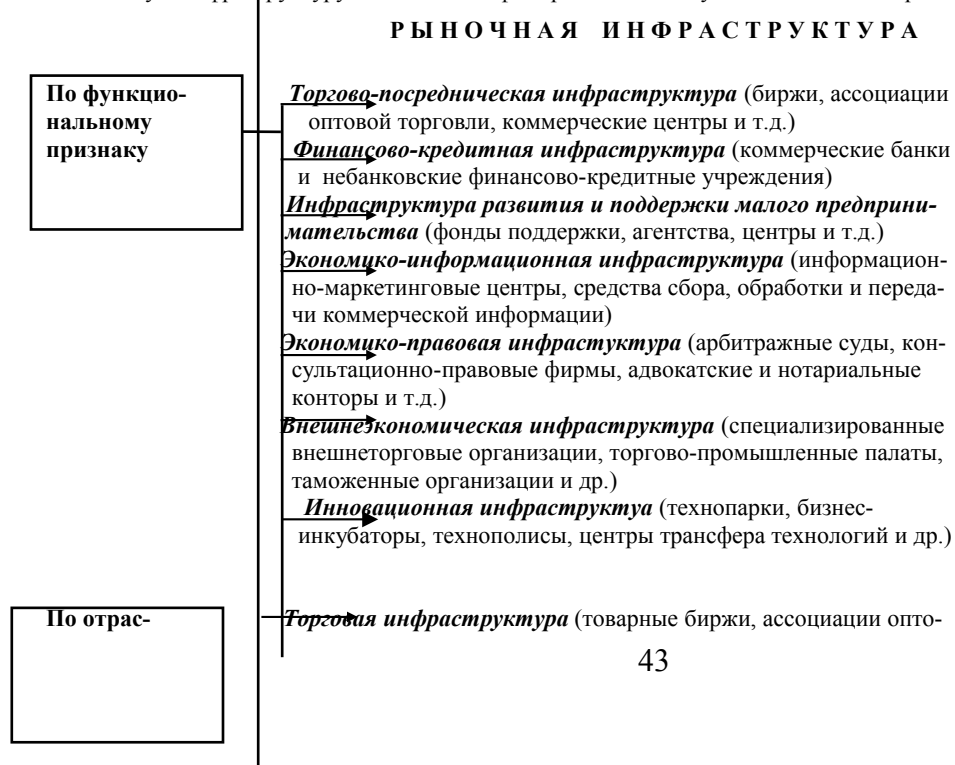 Р Ы Н О Ч Н А Я И Н Ф Р А С Т Р У К Т У Р А
По функцио-
нальному
признаку
Торгово-посредническая инфраструктура (биржи, ассоциации
оптовой торговли, коммерческие центры и т.д.)
Финансово-кредитная инфраструктура (коммерческие банки
и небанковские финансово-кредитные учреждения)
Инфраструктура развития и поддержки малого предприни-
мательства (фонды поддержки, агентства, центры и т.д.)
Экономико-информационная инфраструктура (информацион-
но-маркетинговые центры, средства сбора, обработки и переда-
чи коммерческой информации)
Экономико-правовая инфрастуктура (арбитражные суды, кон-
сультационно-правовые фирмы, адвокатские и нотариальные
конторы и т.д.)
Внешнеэкономическая инфраструктура (специализированные
внешнеторговые организации, торгово-промышленные палаты,
таможенные организации и др.)
Инновационная инфраструктуа (технопарки, бизнес-
инкубаторы, технополисы, центры трансфера технологий и др.)
По отрас-
Торговая инфраструктура (товарные биржи, ассоциации опто-
43